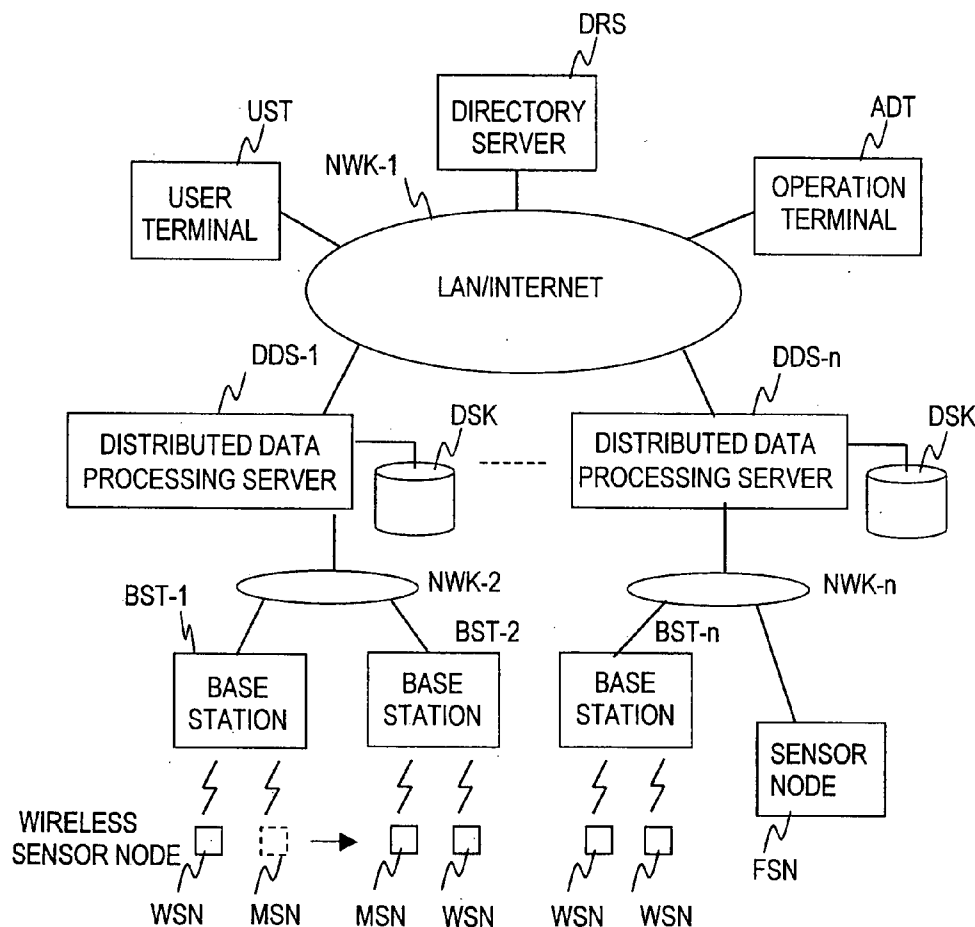 DRS
UST
DIRECTORY
SERVER
ADT
NWK-1
USER
TERMINAL
OPERATION
TERMINAL
LAN/INTERNET
DDS-1
DDS-n
DSK
DSK
DISTRIBUTED DATA
PROCESSING SERVER
DISTRIBUTED DATA
PROCESSING SERVER
BST-1
NWK-2
NWK-n
BST-2
BST-n
BASE
STATION
BASE
STATION
BASE
STATION
SENSOR
NODE
WIRELESS
SENSOR NODE
FSN
WSN
MSN
MSN
WSN
WSN
WSN